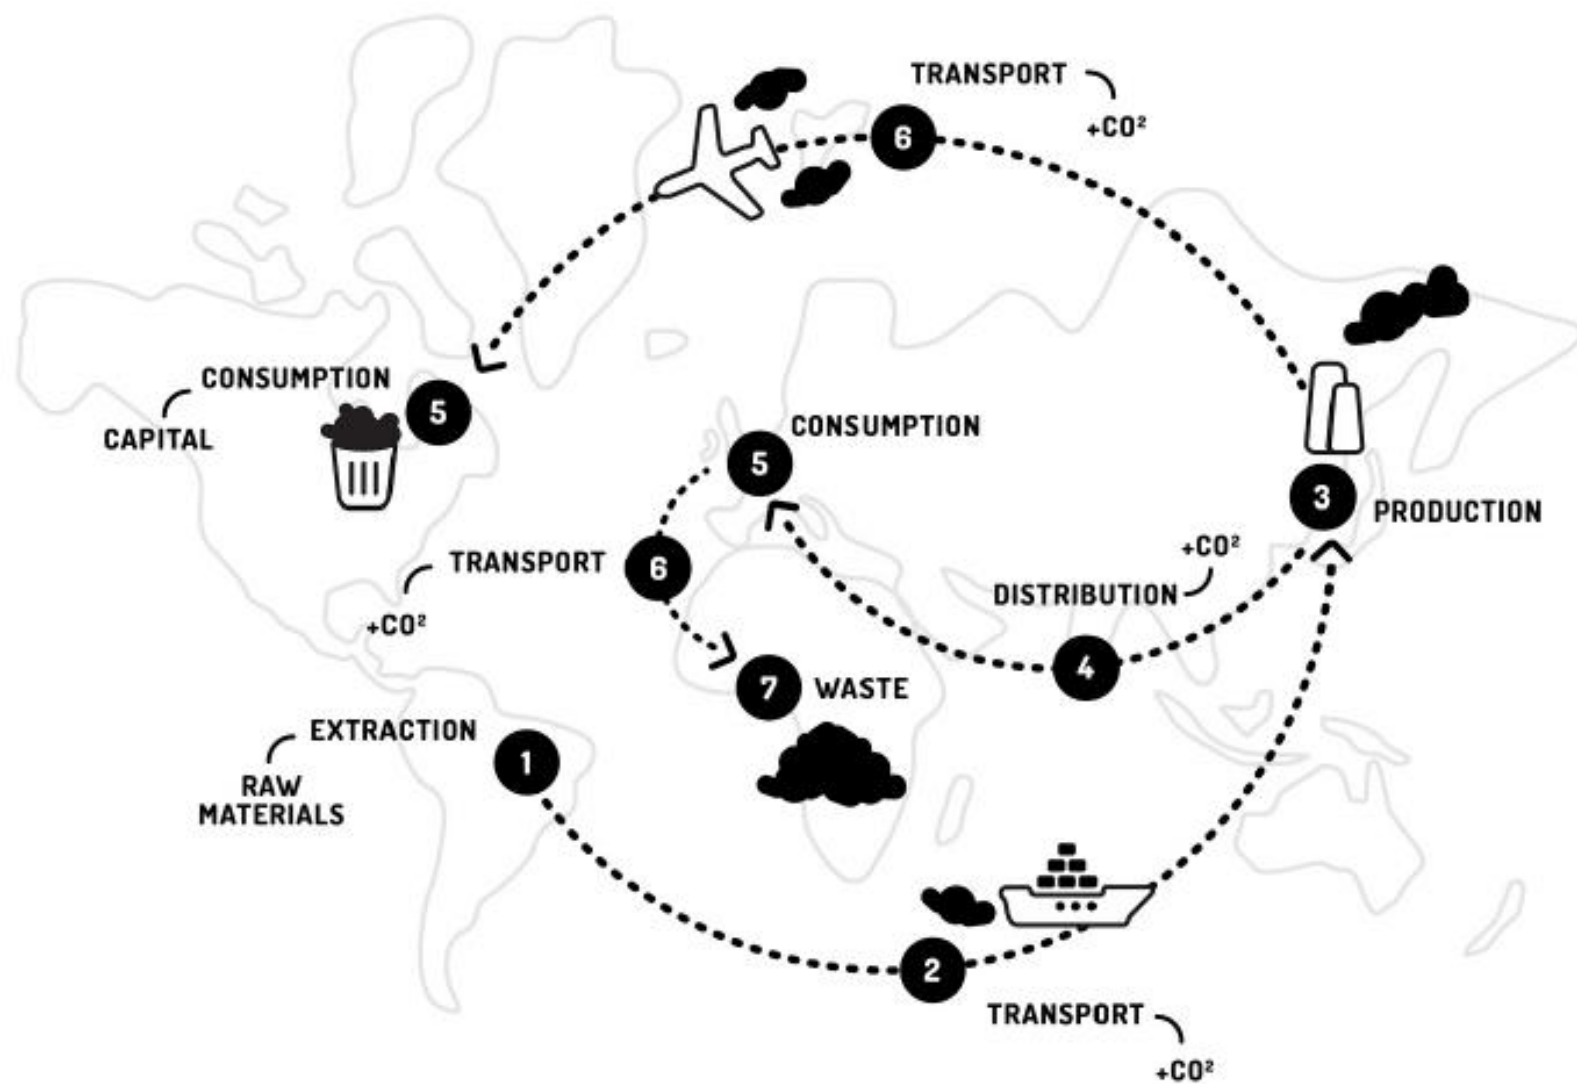 TRANSPORT
+CO²
6
CONSUMPTION
5
CAPITAL
CONSUMPTION
5
3
PRODUCTION
TRANSPORT
6
+CO²
+CO²
DISTRIBUTION
4
7
WASTE
EXTRACTION
1
RAW
MATERIALS
2
TRANSPORT
+CO²